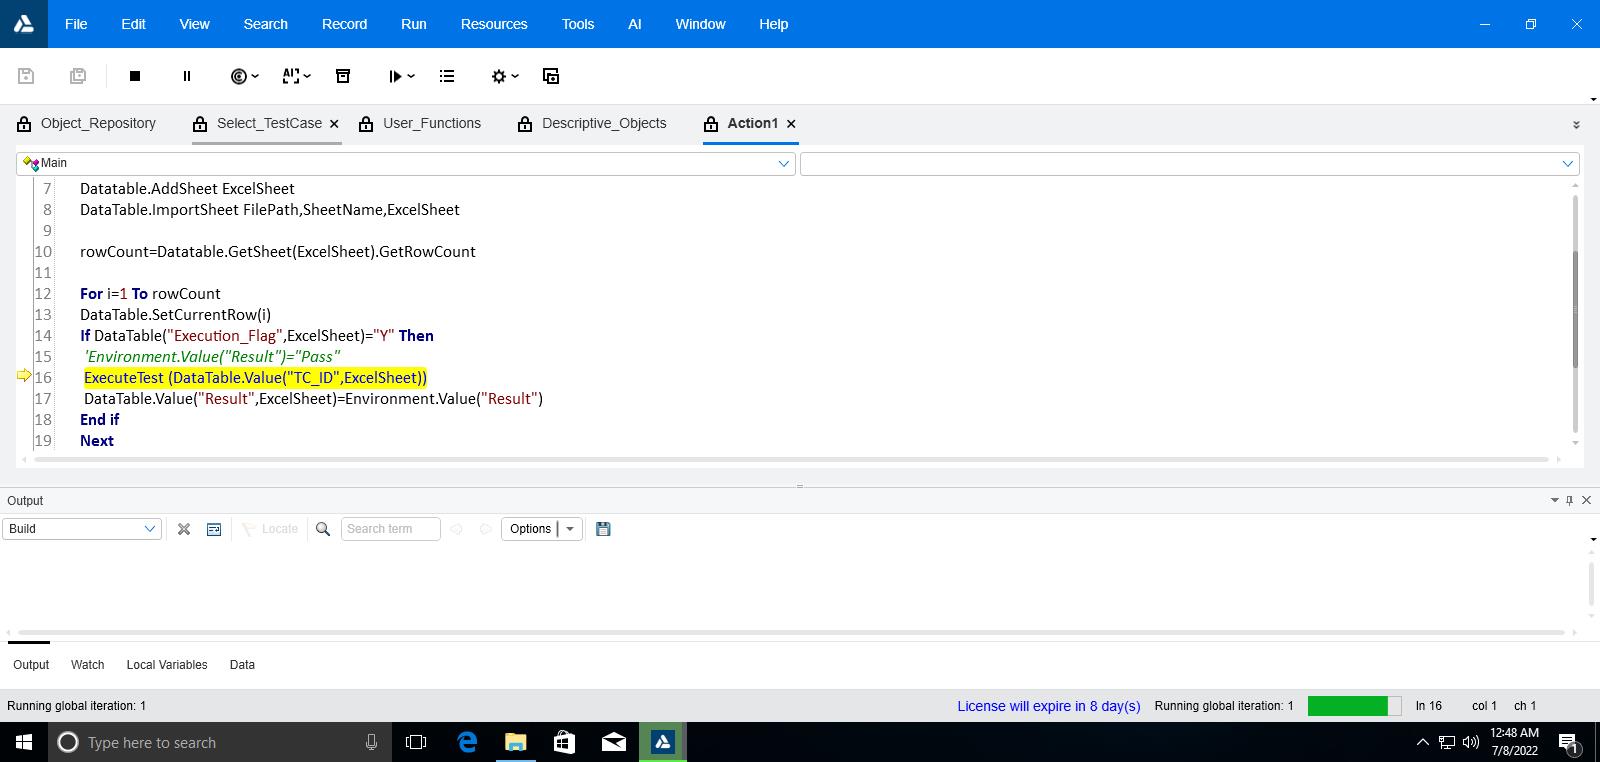 File Edit View Search Record Run Resources Tools AI Window Help
AI
Object_Repository Select_TestCase User_Functions Descriptive_Objects Action1
Main
7 Datatable.AddSheet ExcelSheet
8 DataTable.ImportSheet FilePath,SheetName,ExcelSheet
9
10 rowCount=Datatable.GetSheet(ExcelSheet).GetRowCount
11
12 For i=1 To rowCount
13 DataTable.SetCurrentRow(i)
14 If DataTable("Execution_Flag",ExcelSheet)="Y" Then
15 'Environment.Value("Result")="Pass"
16 ExecuteTest (DataTable.Value("TC_ID",ExcelSheet))
17 DataTable.Value("Result",ExcelSheet)=Environment.Value("Result")
18 End if
19 Next
Output
Build Locate Search term Options
Output Watch Local Variables Data
Running global iteration: 1 License will expire in 8 day(s) Running global iteration: 1 ln 16 col 1 ch 1
Type here to search 12:48 AM
7/8/2022 1